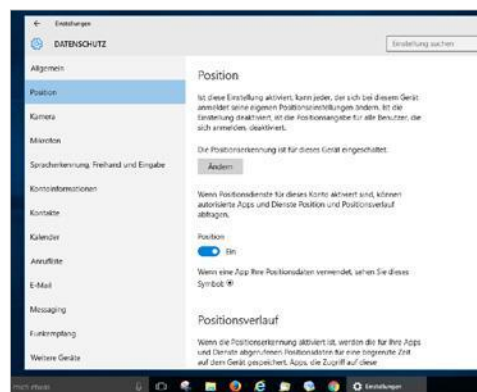 Einstellungen
DATENSCHUTZ
Einstellung suchen
Allgemein
Position
Kamera
Mikrofon
Spracherkennung, Freihand und Eingabe
Kontoinformationen
Kontakte
Kalender
Anrufliste
E-Mail
Messaging
Funkempfang
Weitere Geräte
Position
Ist diese Einstellung aktiviert, kann jeder, der sich bei diesem Gerät
anmeldet seine eigenen Positionseinstellungen ändern. Ist die
Einstellung deaktiviert, ist die Positionsangabe für alle Benutzer, die
sich anmelden, deaktiviert.
Die Positionserkennung ist für dieses Gerät eingeschaltet.
Ändern
Wenn Positionsdienste für dieses Konto aktiviert sind, können
autorisierte Apps und Dienste Position und Positionsverlauf
abfragen.
Position
Ein
Wenn eine App Ihre Positionsdaten verwendet, sehen Sie dieses
Symbol:
Positionsverlauf
Wenn die Positionserkennung aktiviert ist, werden die für Ihre Apps
und Dienste abgerufenen Positionsdaten für eine begrenzte Zeit
auf dem Gerät gespeichert. Apps, die Zugriff auf diese
mich etwas
Einstellungen